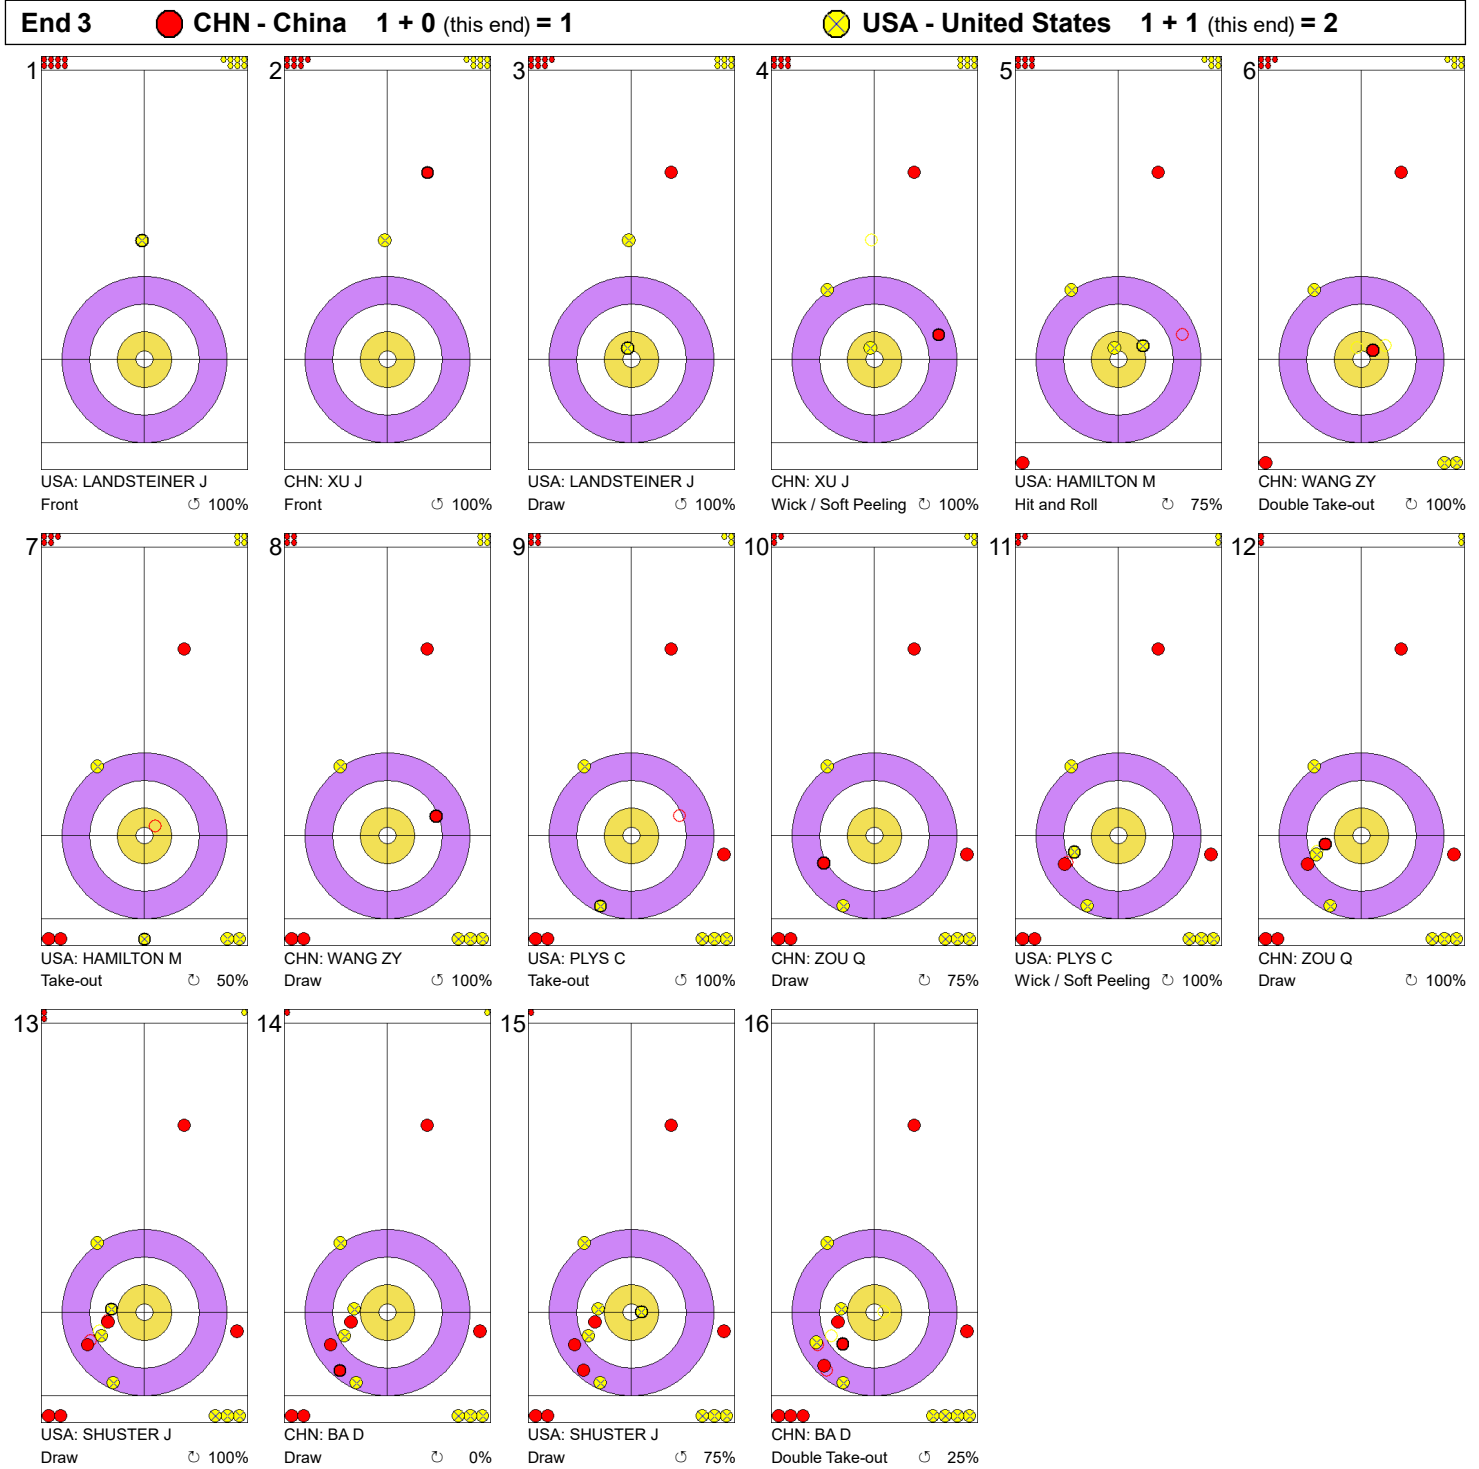 End 3 CHN - China 1 + 0 (this end) = 1 USA - United States 1 + 1 (this end) = 2
1 2 3 4 5 6
USA: LANDSTEINER J CHN: XU J USA: LANDSTEINER J CHN: XU J USA: HAMILTON M CHN: WANG ZY
Front ↺ 100% Front ↺ 100% Draw ↺ 100% Wick / Soft Peeling ↻ 100% Hit and Roll ↻ 75% Double Take-out ↻ 100%
7 8 9 10 11 12
USA: HAMILTON M CHN: WANG ZY USA: PLYS C CHN: ZOU Q USA: PLYS C CHN: ZOU Q
Take-out ↻ 50% Draw ↺ 100% Take-out ↺ 100% Draw ↻ 75% Wick / Soft Peeling ↻ 100% Draw ↻ 100%
13 14 15 16
USA: SHUSTER J CHN: BA D USA: SHUSTER J CHN: BA D
Draw ↻ 100% Draw ↻ 0% Draw ↺ 75% Double Take-out ↺ 25%